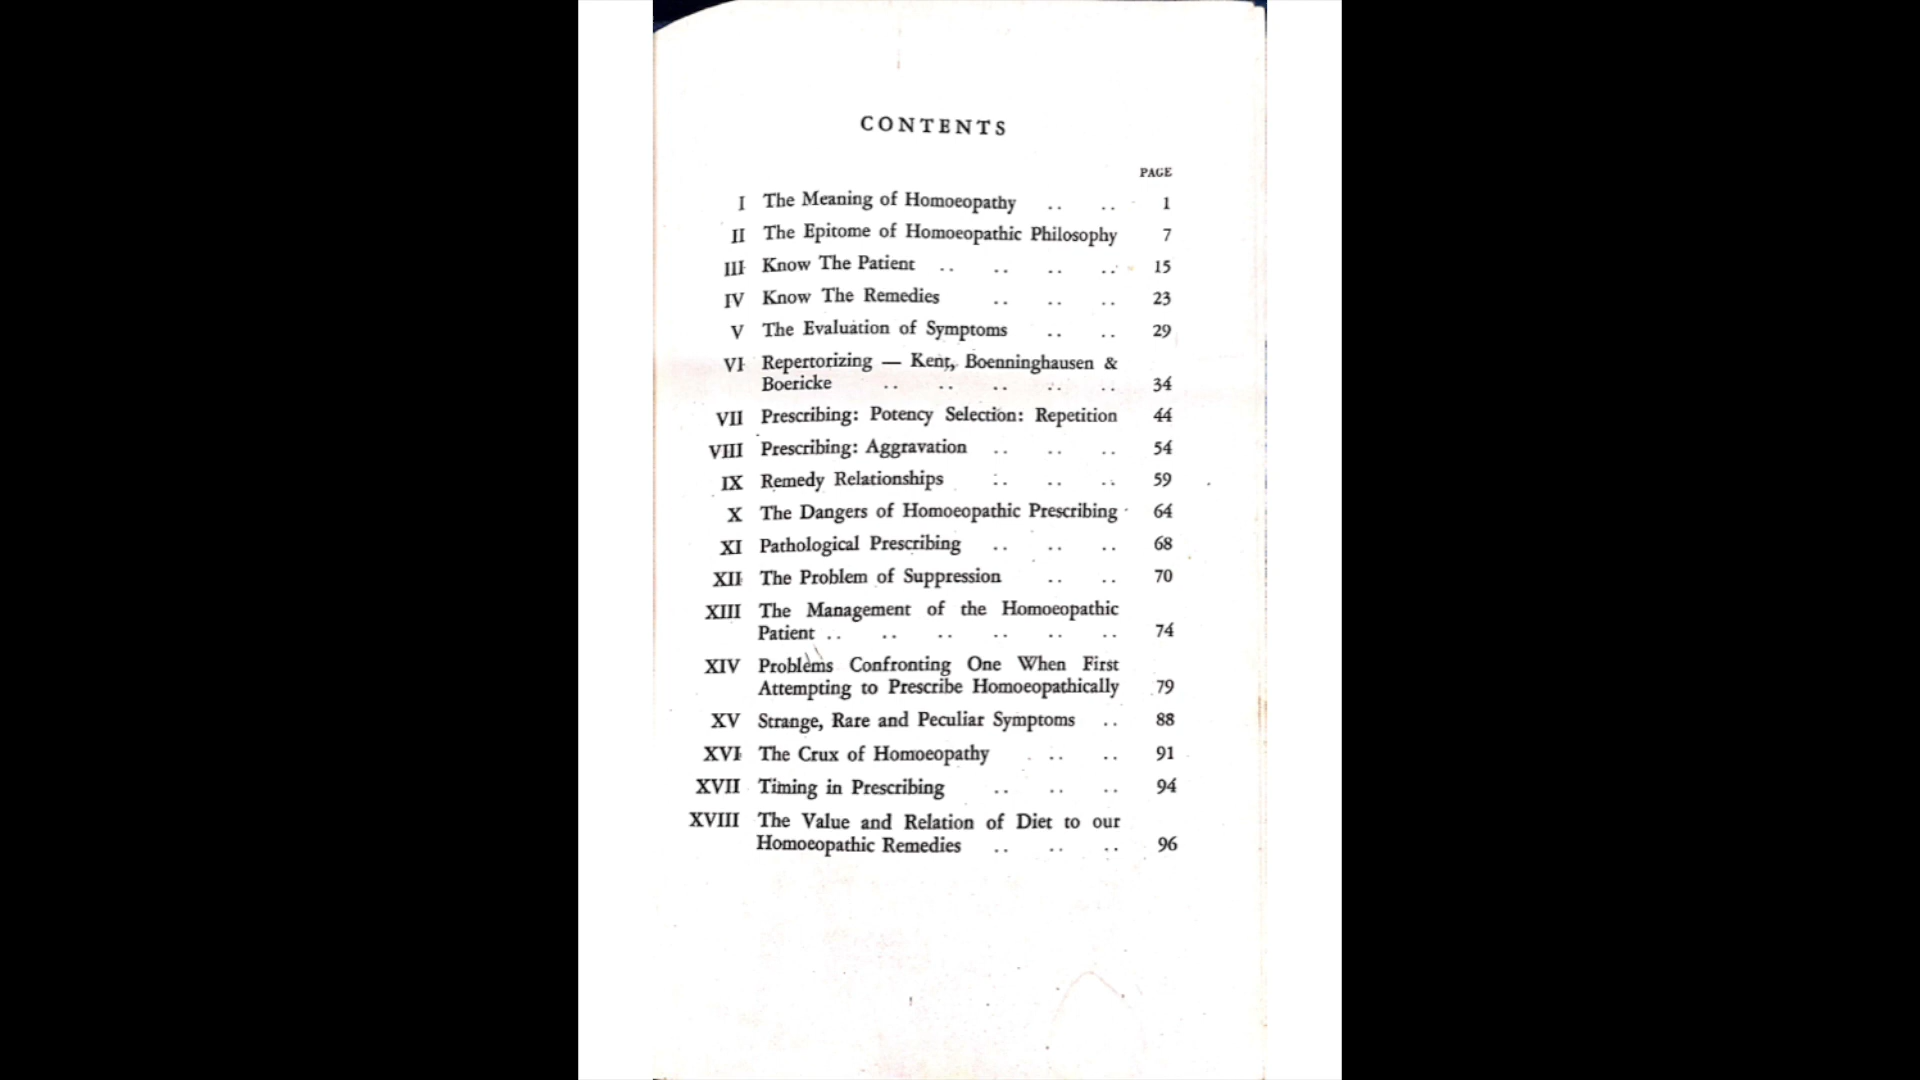 CONTENTS
PAGE
I The Meaning of Homoeopathy .. .. 1
II The Epitome of Homoeopathic Philosophy 7
III Know The Patient .. .. .. .. 15
IV Know The Remedies .. .. .. 23
V The Evaluation of Symptoms .. .. 29
VI Repertorizing — Kent, Boenninghausen &
Boericke .. .. .. .. .. 34
VII Prescribing: Potency Selection: Repetition 44
VIII Prescribing: Aggravation .. .. .. 54
IX Remedy Relationships .. .. .. 59
X The Dangers of Homoeopathic Prescribing 64
XI Pathological Prescribing .. .. .. 68
XII The Problem of Suppression .. .. 70
XIII The Management of the Homoeopathic
Patient .. .. .. .. .. .. 74
XIV Problems Confronting One When First
Attempting to Prescribe Homoeopathically 79
XV Strange, Rare and Peculiar Symptoms .. 88
XVI The Crux of Homoeopathy .. .. 91
XVII Timing in Prescribing .. .. .. 94
XVIII The Value and Relation of Diet to our
Homoeopathic Remedies .. .. .. 96